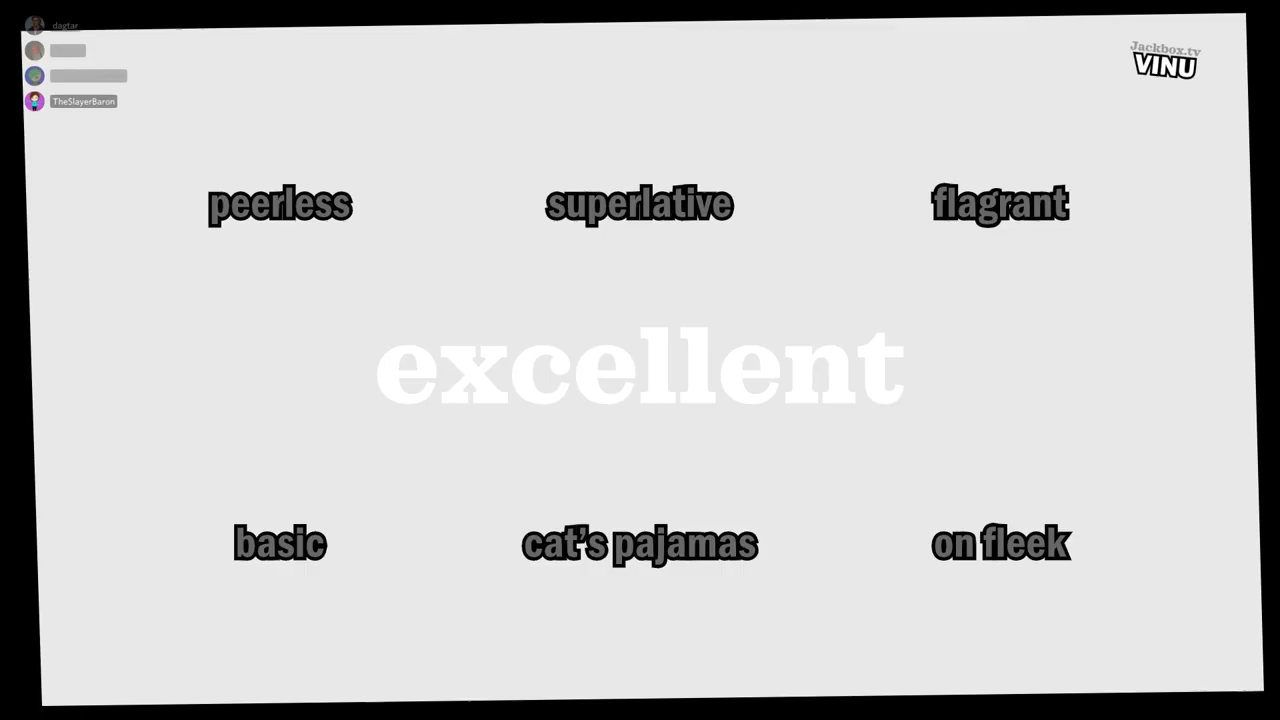 dagtar
TheSlayerBaron
Jackbox.tv
VINU
peerless
superlative
flagrant
excellent
basic
cat's pajamas
on fleek